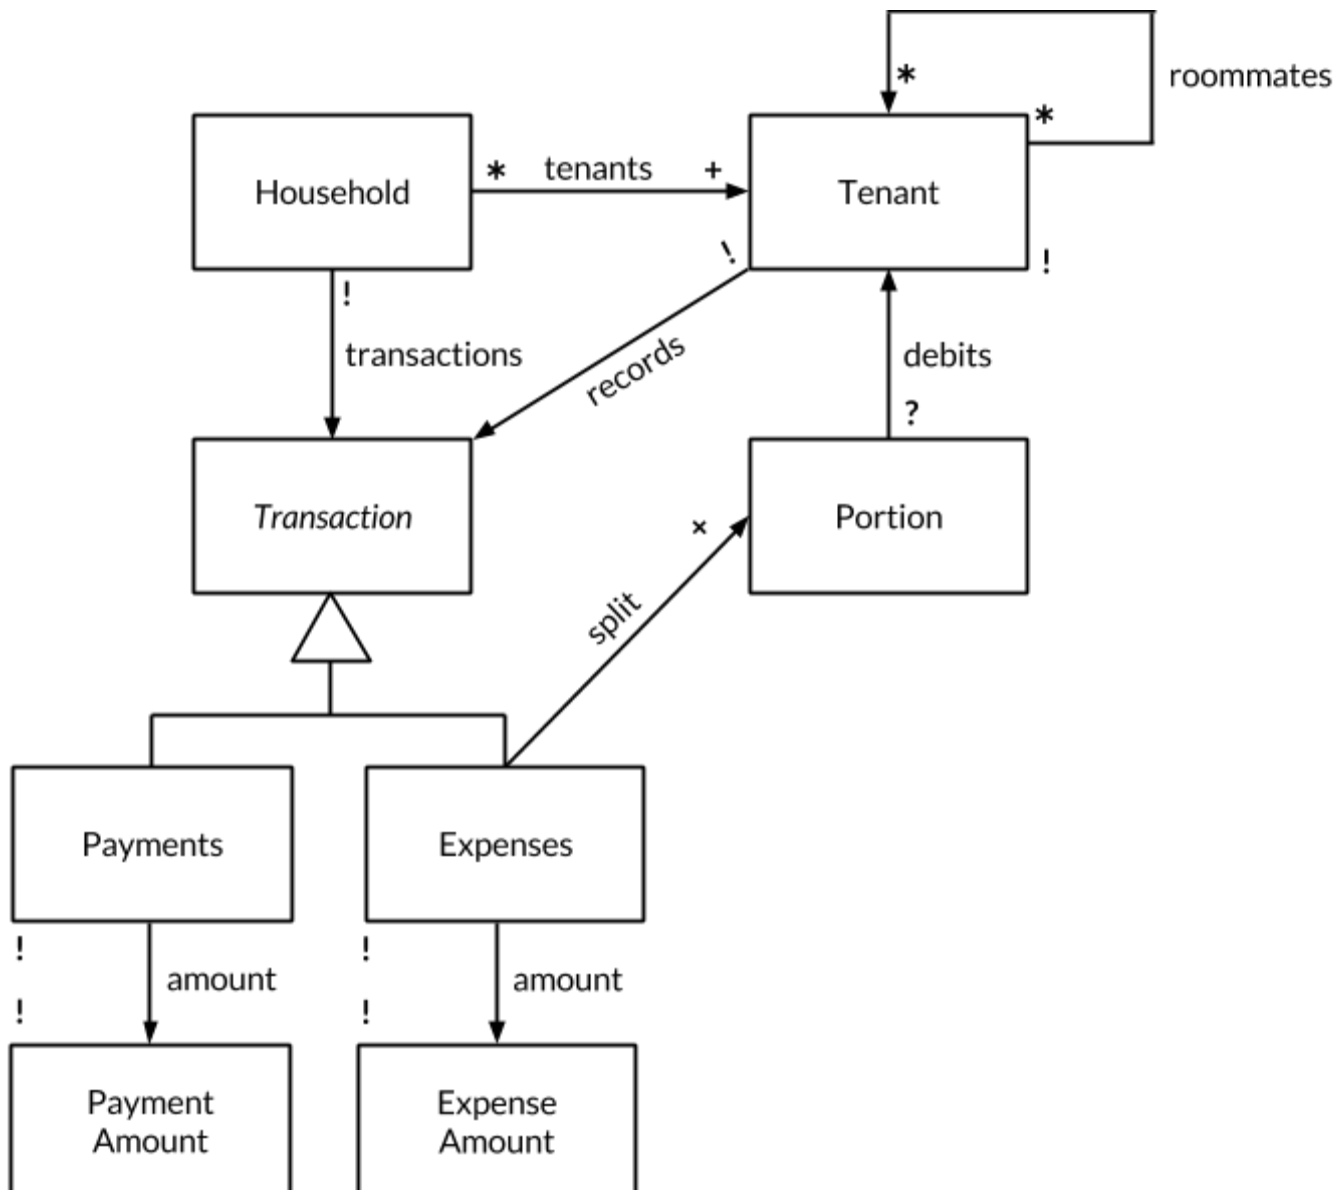 *
roommates
*
Household
* tenants +
Tenant
!
!
!
transactions
records
debits
?
Transaction
×
Portion
split
Payments
Expenses
!
!
amount
amount
!
!
Payment
Amount
Expense
Amount